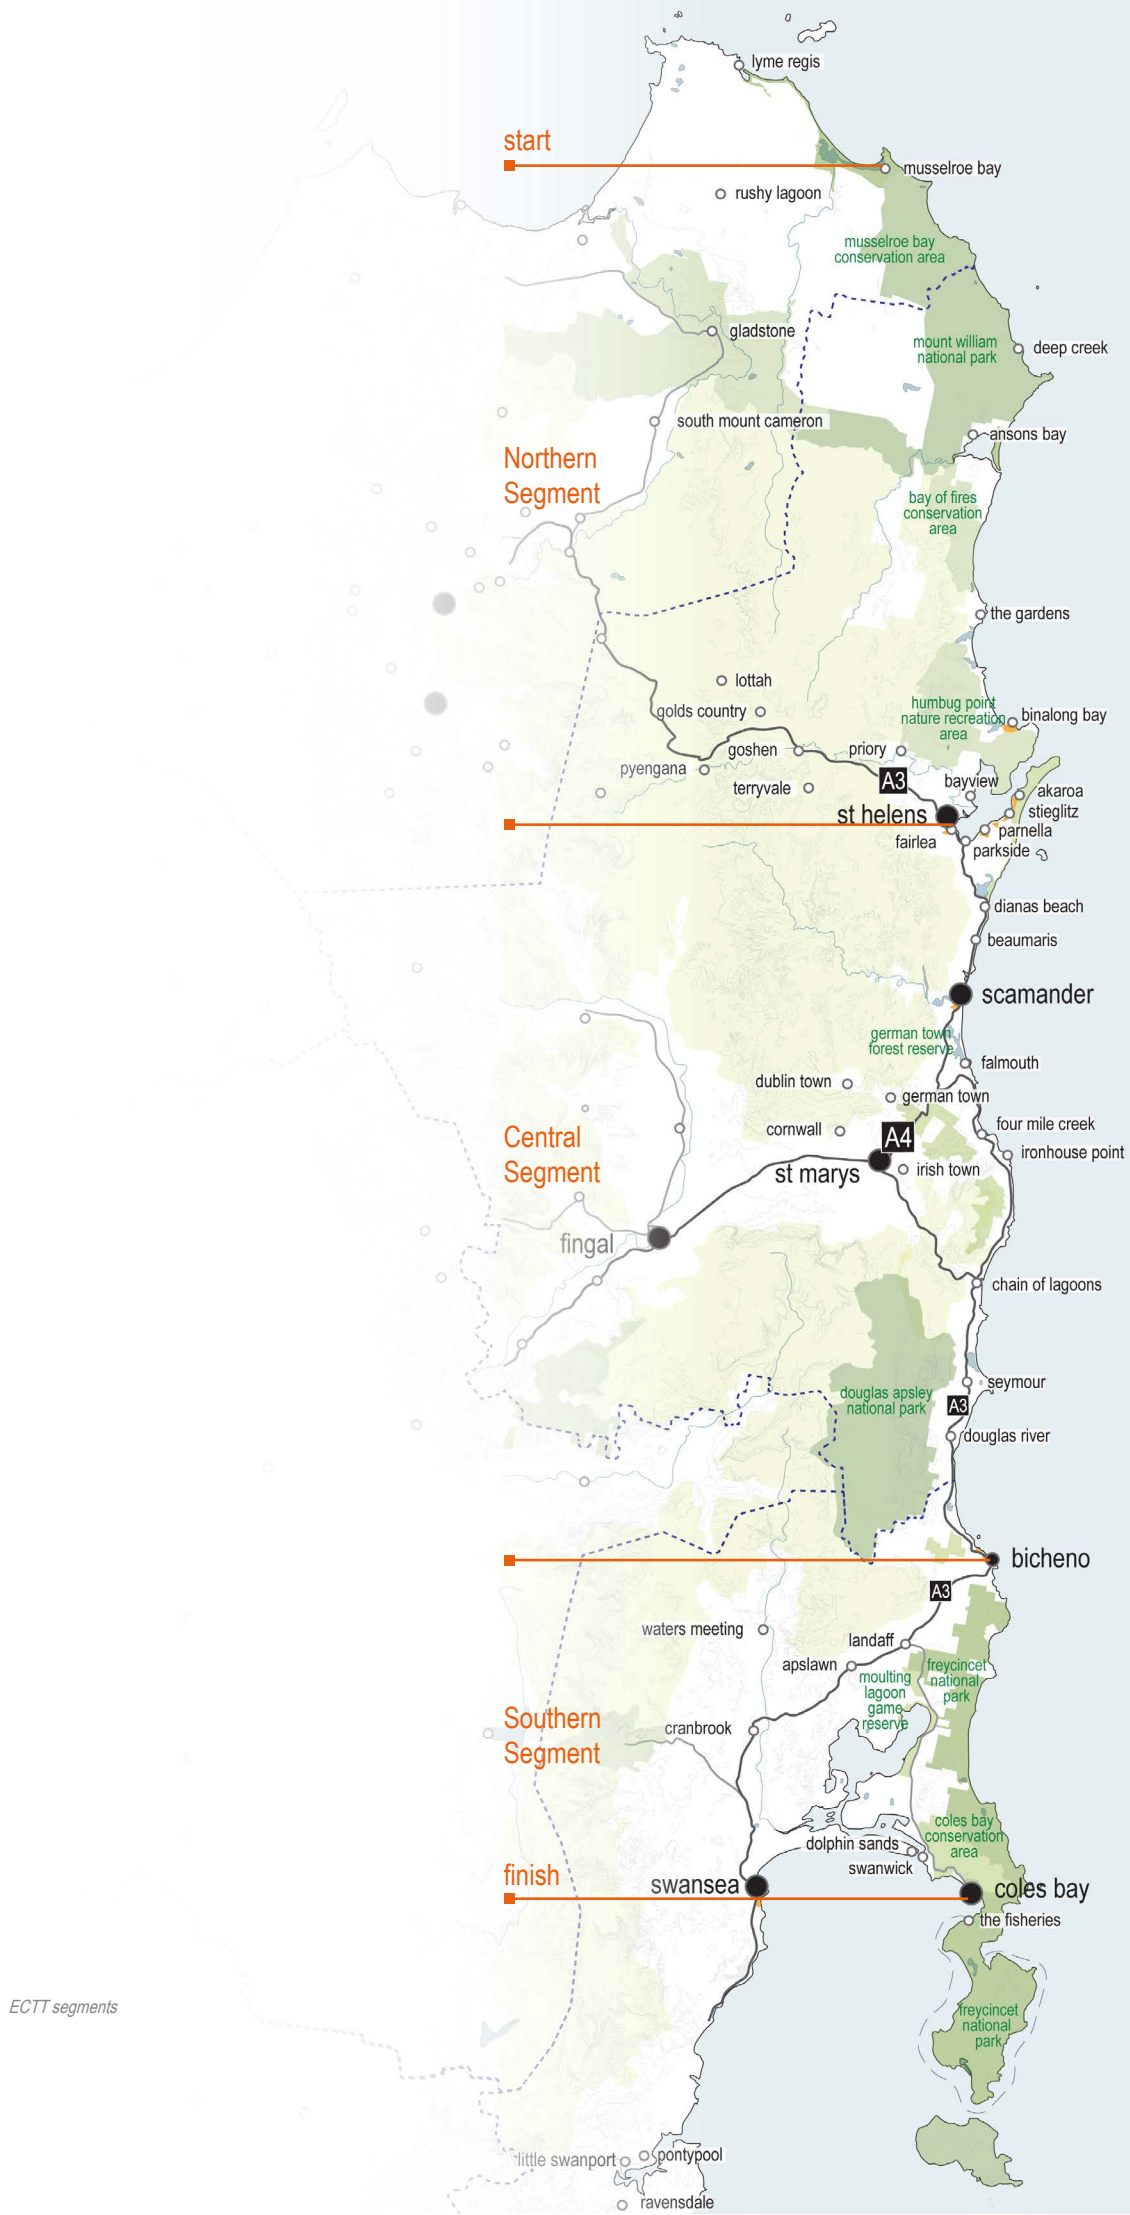 lyme regis
start
musselroe bay
rushy lagoon
musselroe bay
conservation area
gladstone
mount william
national park
deep creek
south mount cameron
ansons bay
Northern
Segment
bay of fires
conservation
area
the gardens
lottah
humbug point
nature recreation
area
golds country
binalong bay
goshen
priory
pyengana
A3
bayview
terryvale
akaroa
st helens
stieglitz
parnella
fairlea
parkside
dianas beach
beaumaris
scamander
german town
forest reserve
falmouth
dublin town
german town
four mile creek
cornwall
A4
Central
Segment
ironhouse point
st marys
irish town
fingal
chain of lagoons
seymour
douglas apsley
national park
A3
douglas river
bicheno
A3
waters meeting
landaff
apslawn
freycinet
national
park
moulting
lagoon
game
reserve
Southern
Segment
cranbrook
coles bay
conservation
area
dolphin sands
swanwick
finish
swansea
coles bay
the fisheries
ECTT segments
freycinet
national
park
little swanport
pontypool
ravensdale